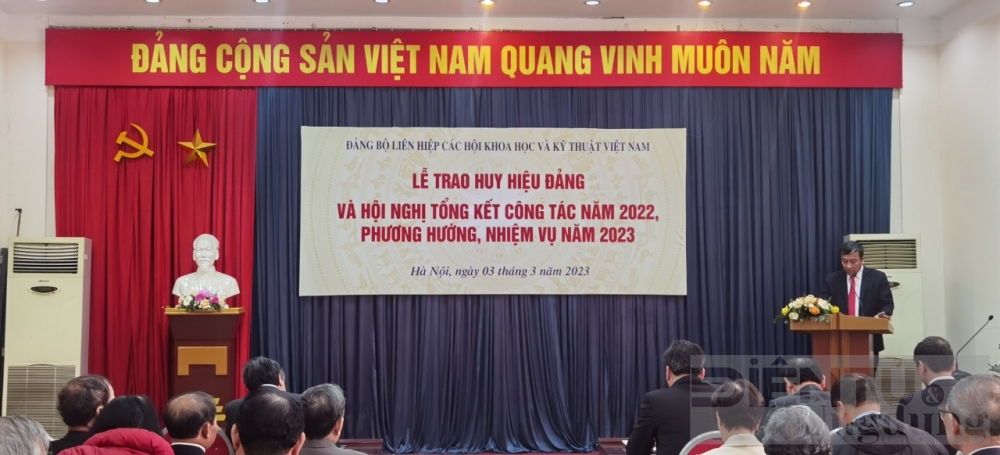 ĐẢNG CỘNG SẢN VIỆT NAM QUANG VINH MUÔN NĂM
ĐẢNG BỘ LIÊN HIỆP CÁC HỘI KHOA HỌC VÀ KỸ THUẬT VIỆT NAM
LỄ TRAO HUY HIỆU ĐẢNG
VÀ HỘI NGHỊ TỔNG KẾT CÔNG TÁC NĂM 2022,
PHƯƠNG HƯỚNG, NHIỆM VỤ NĂM 2023
Hà Nội, ngày 03 tháng 3 năm 2023
ĐIỆN TỬ
&